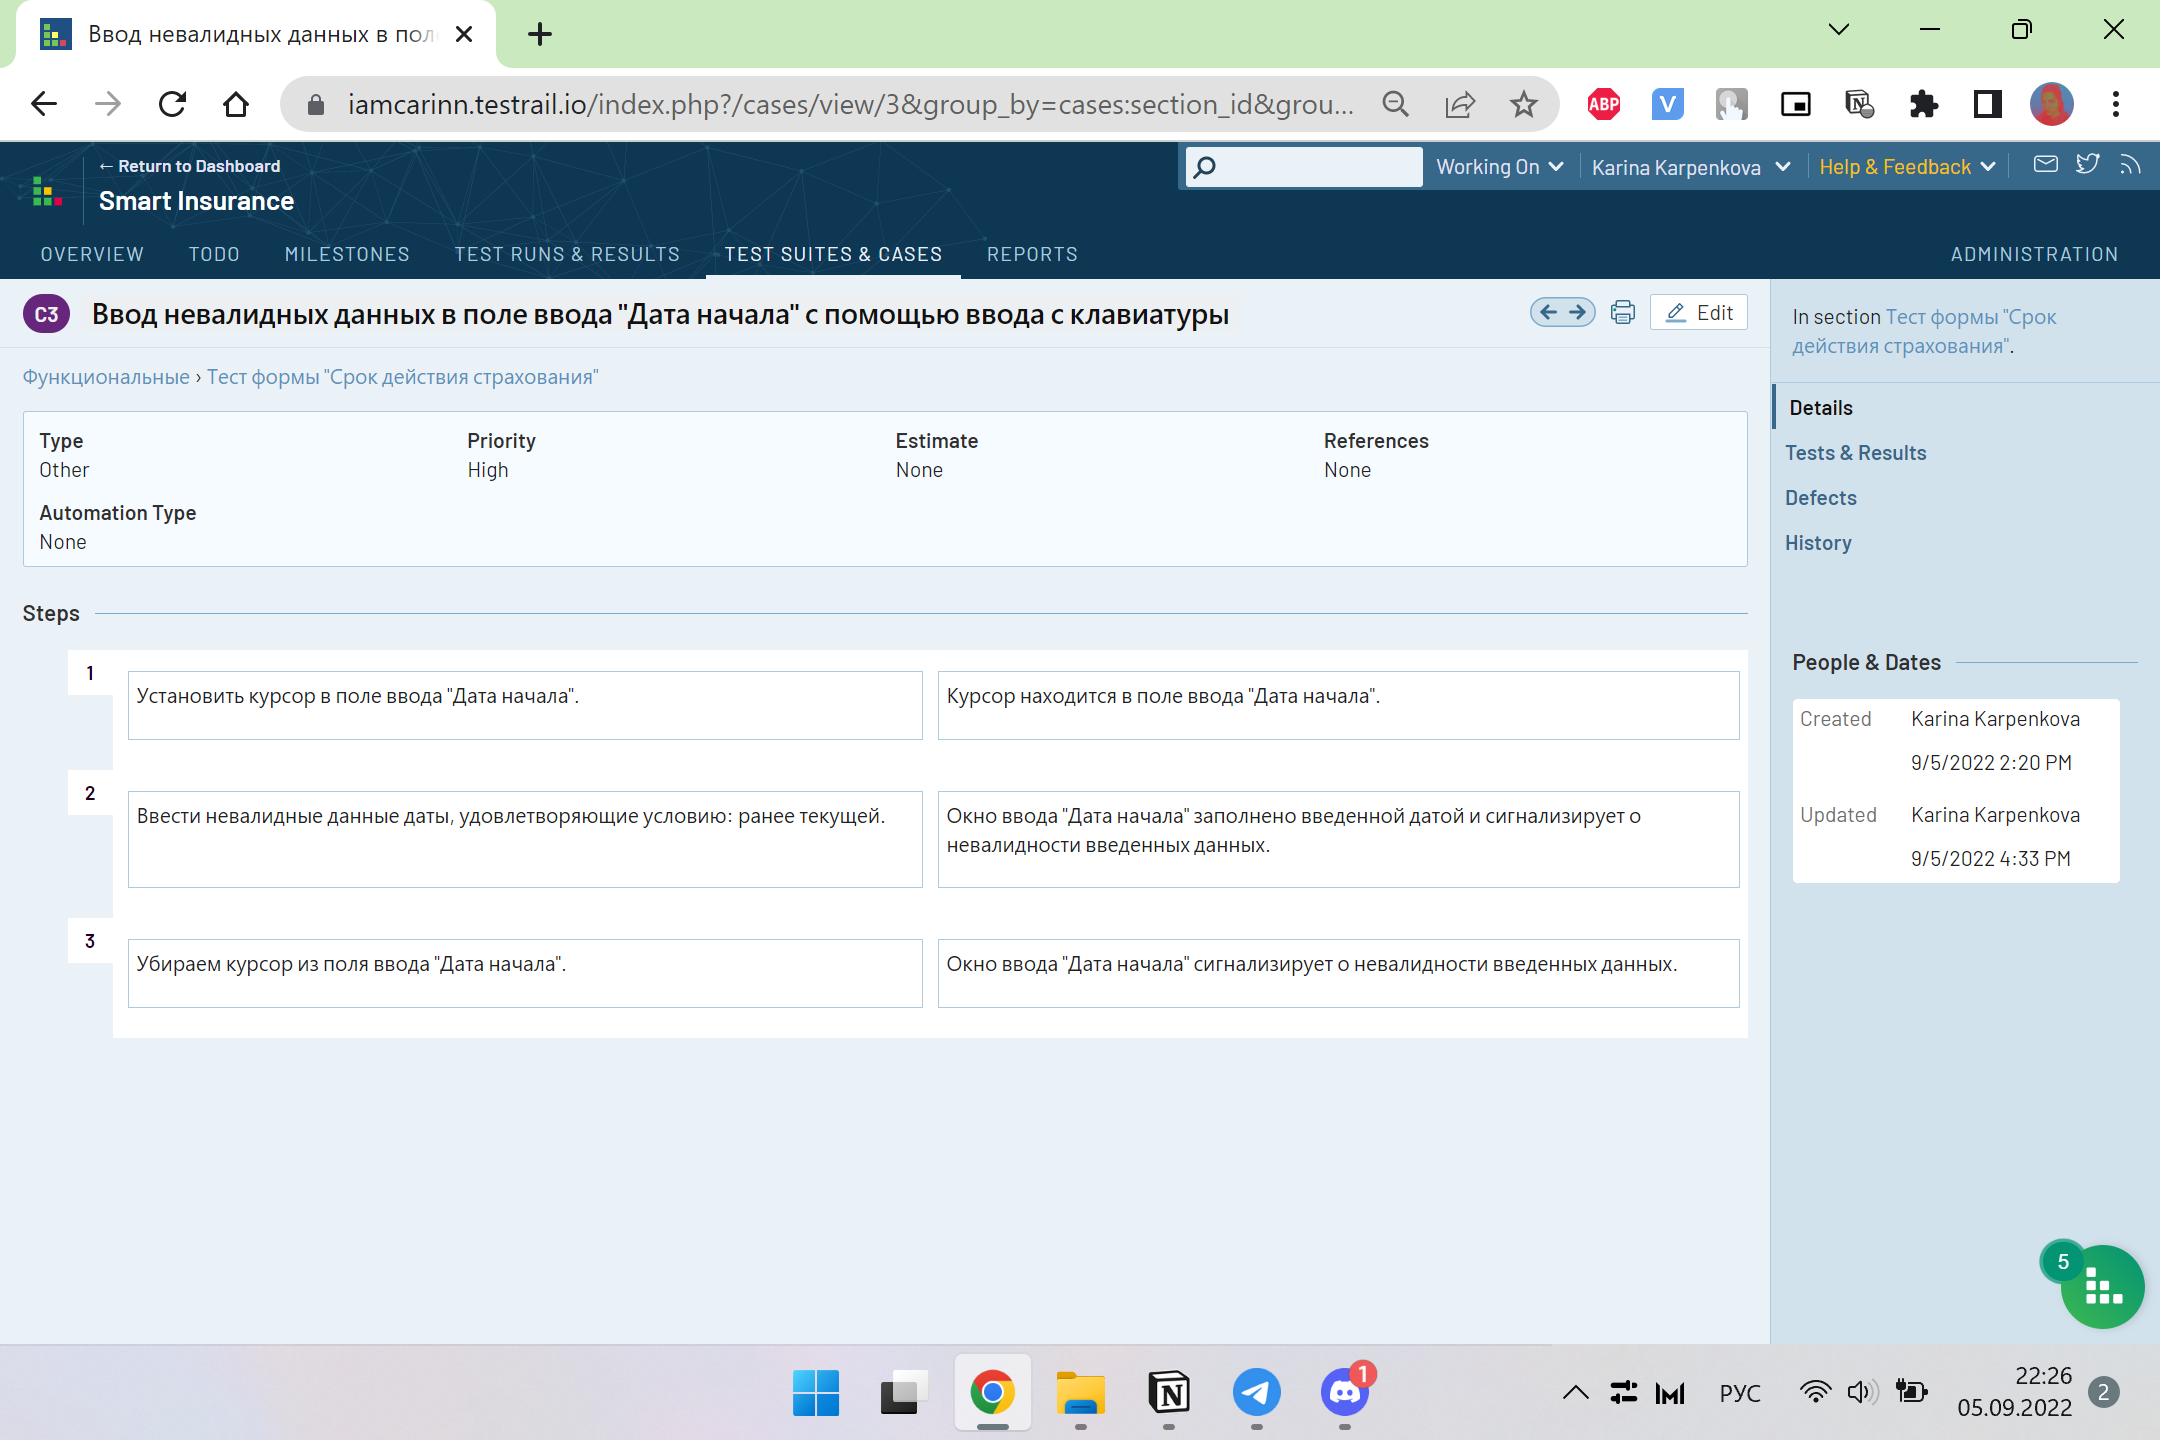 Ввод невалидных данных в пол
iamcarinn.testrail.io/index.php?/cases/view/3&group_by=cases:section_id&grou...
ABP
← Return to Dashboard
Smart Insurance
Working On
Karina Karpenkova
Help & Feedback
OVERVIEW
TODO
MILESTONES
TEST RUNS & RESULTS
TEST SUITES & CASES
REPORTS
ADMINISTRATION
C3
Ввод невалидных данных в поле ввода "Дата начала" с помощью ввода с клавиатуры
Edit
Функциональные › Тест формы "Срок действия страхования"
Type
Other
Priority
High
Estimate
None
References
None
Automation Type
None
Steps
1
Установить курсор в поле ввода "Дата начала".
Курсор находится в поле ввода "Дата начала".
2
Ввести невалидные данные даты, удовлетворяющие условию: ранее текущей.
Окно ввода "Дата начала" заполнено введенной датой и сигнализирует о
невалидности введенных данных.
3
Убираем курсор из поля ввода "Дата начала".
Окно ввода "Дата начала" сигнализирует о невалидности введенных данных.
In section Тест формы "Срок
действия страхования".
Details
Tests & Results
Defects
History
People & Dates
Created
Karina Karpenkova
9/5/2022 2:20 PM
Updated
Karina Karpenkova
9/5/2022 4:33 PM
5
1
РУС
22:26
05.09.2022
2